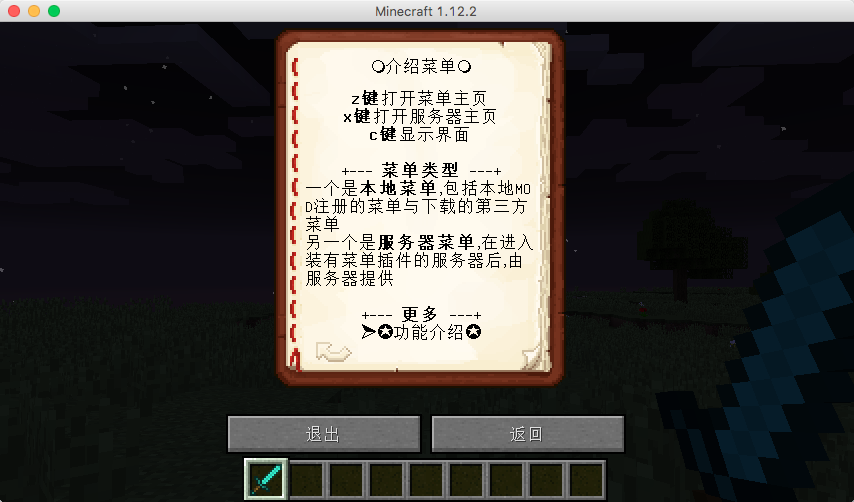 Minecraft 1.12.2
❍介绍菜单❍
z键打开菜单主页
x键打开服务器主页
c键显示界面
+--- 菜单类型 ---+
一个是本地菜单,包括本地MO
D注册的菜单与下载的第三方
菜单
另一个是服务器菜单,在进入
装有菜单插件的服务器后,由
服务器提供
+--- 更多 ---+
➢✪功能介绍✪
退出
返回